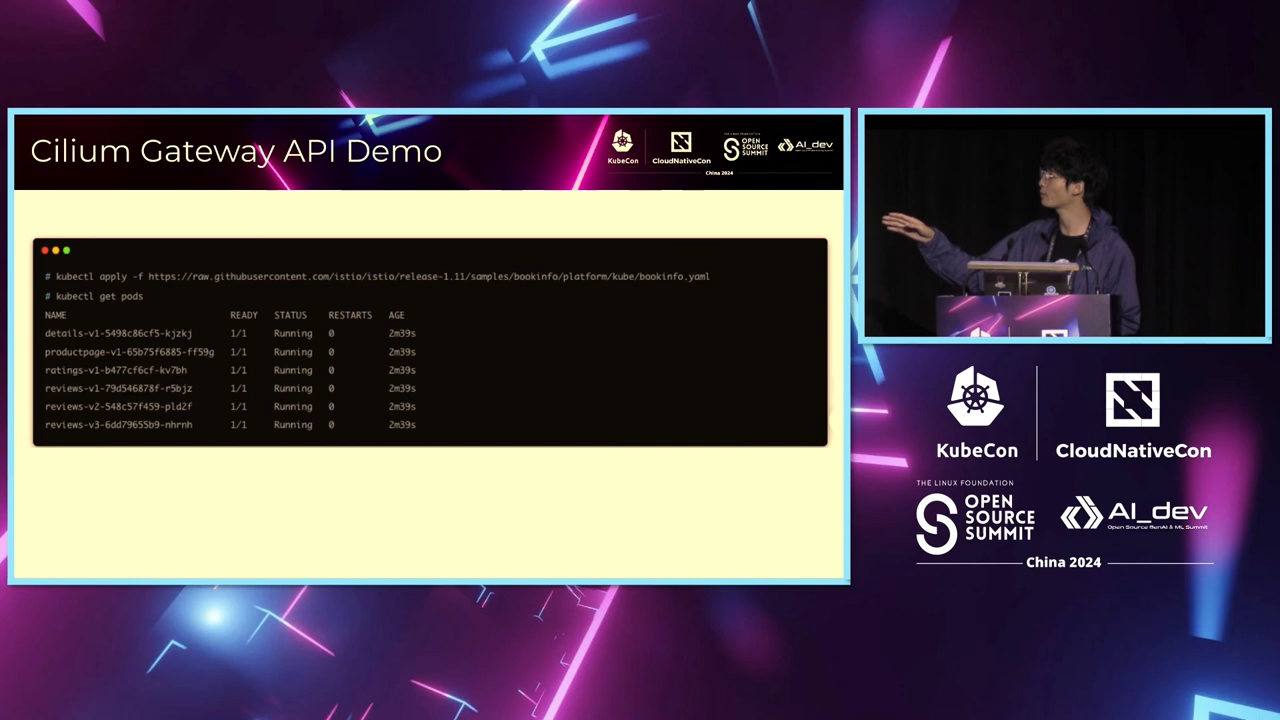 Cilium Gateway API Demo
KubeCon
CloudNativeCon
THE LINUX FOUNDATION
OPEN
SOURCE
SUMMIT
AI_dev
China 2024
# kubectl apply -f https://raw.githubusercontent.com/istio/istio/release-1.11/samples/bookinfo/platform/kube/bookinfo.yaml
# kubectl get pods
NAME READY STATUS RESTARTS AGE
details-v1-5498c86cf5-kjzkj 1/1 Running 0 2m39s
productpage-v1-65b75f6885-ff59g 1/1 Running 0 2m39s
ratings-v1-b477cf6cf-kv7bh 1/1 Running 0 2m39s
reviews-v1-79d546878f-r5bjz 1/1 Running 0 2m39s
reviews-v2-548c57f459-pld2f 1/1 Running 0 2m39s
reviews-v3-6dd79655b9-nhrnh 1/1 Running 0 2m39s
KubeCon
CloudNativeCon
THE LINUX FOUNDATION
OPEN
SOURCE
SUMMIT
AI_dev
Open Source GenAI & ML Summit
China 2024